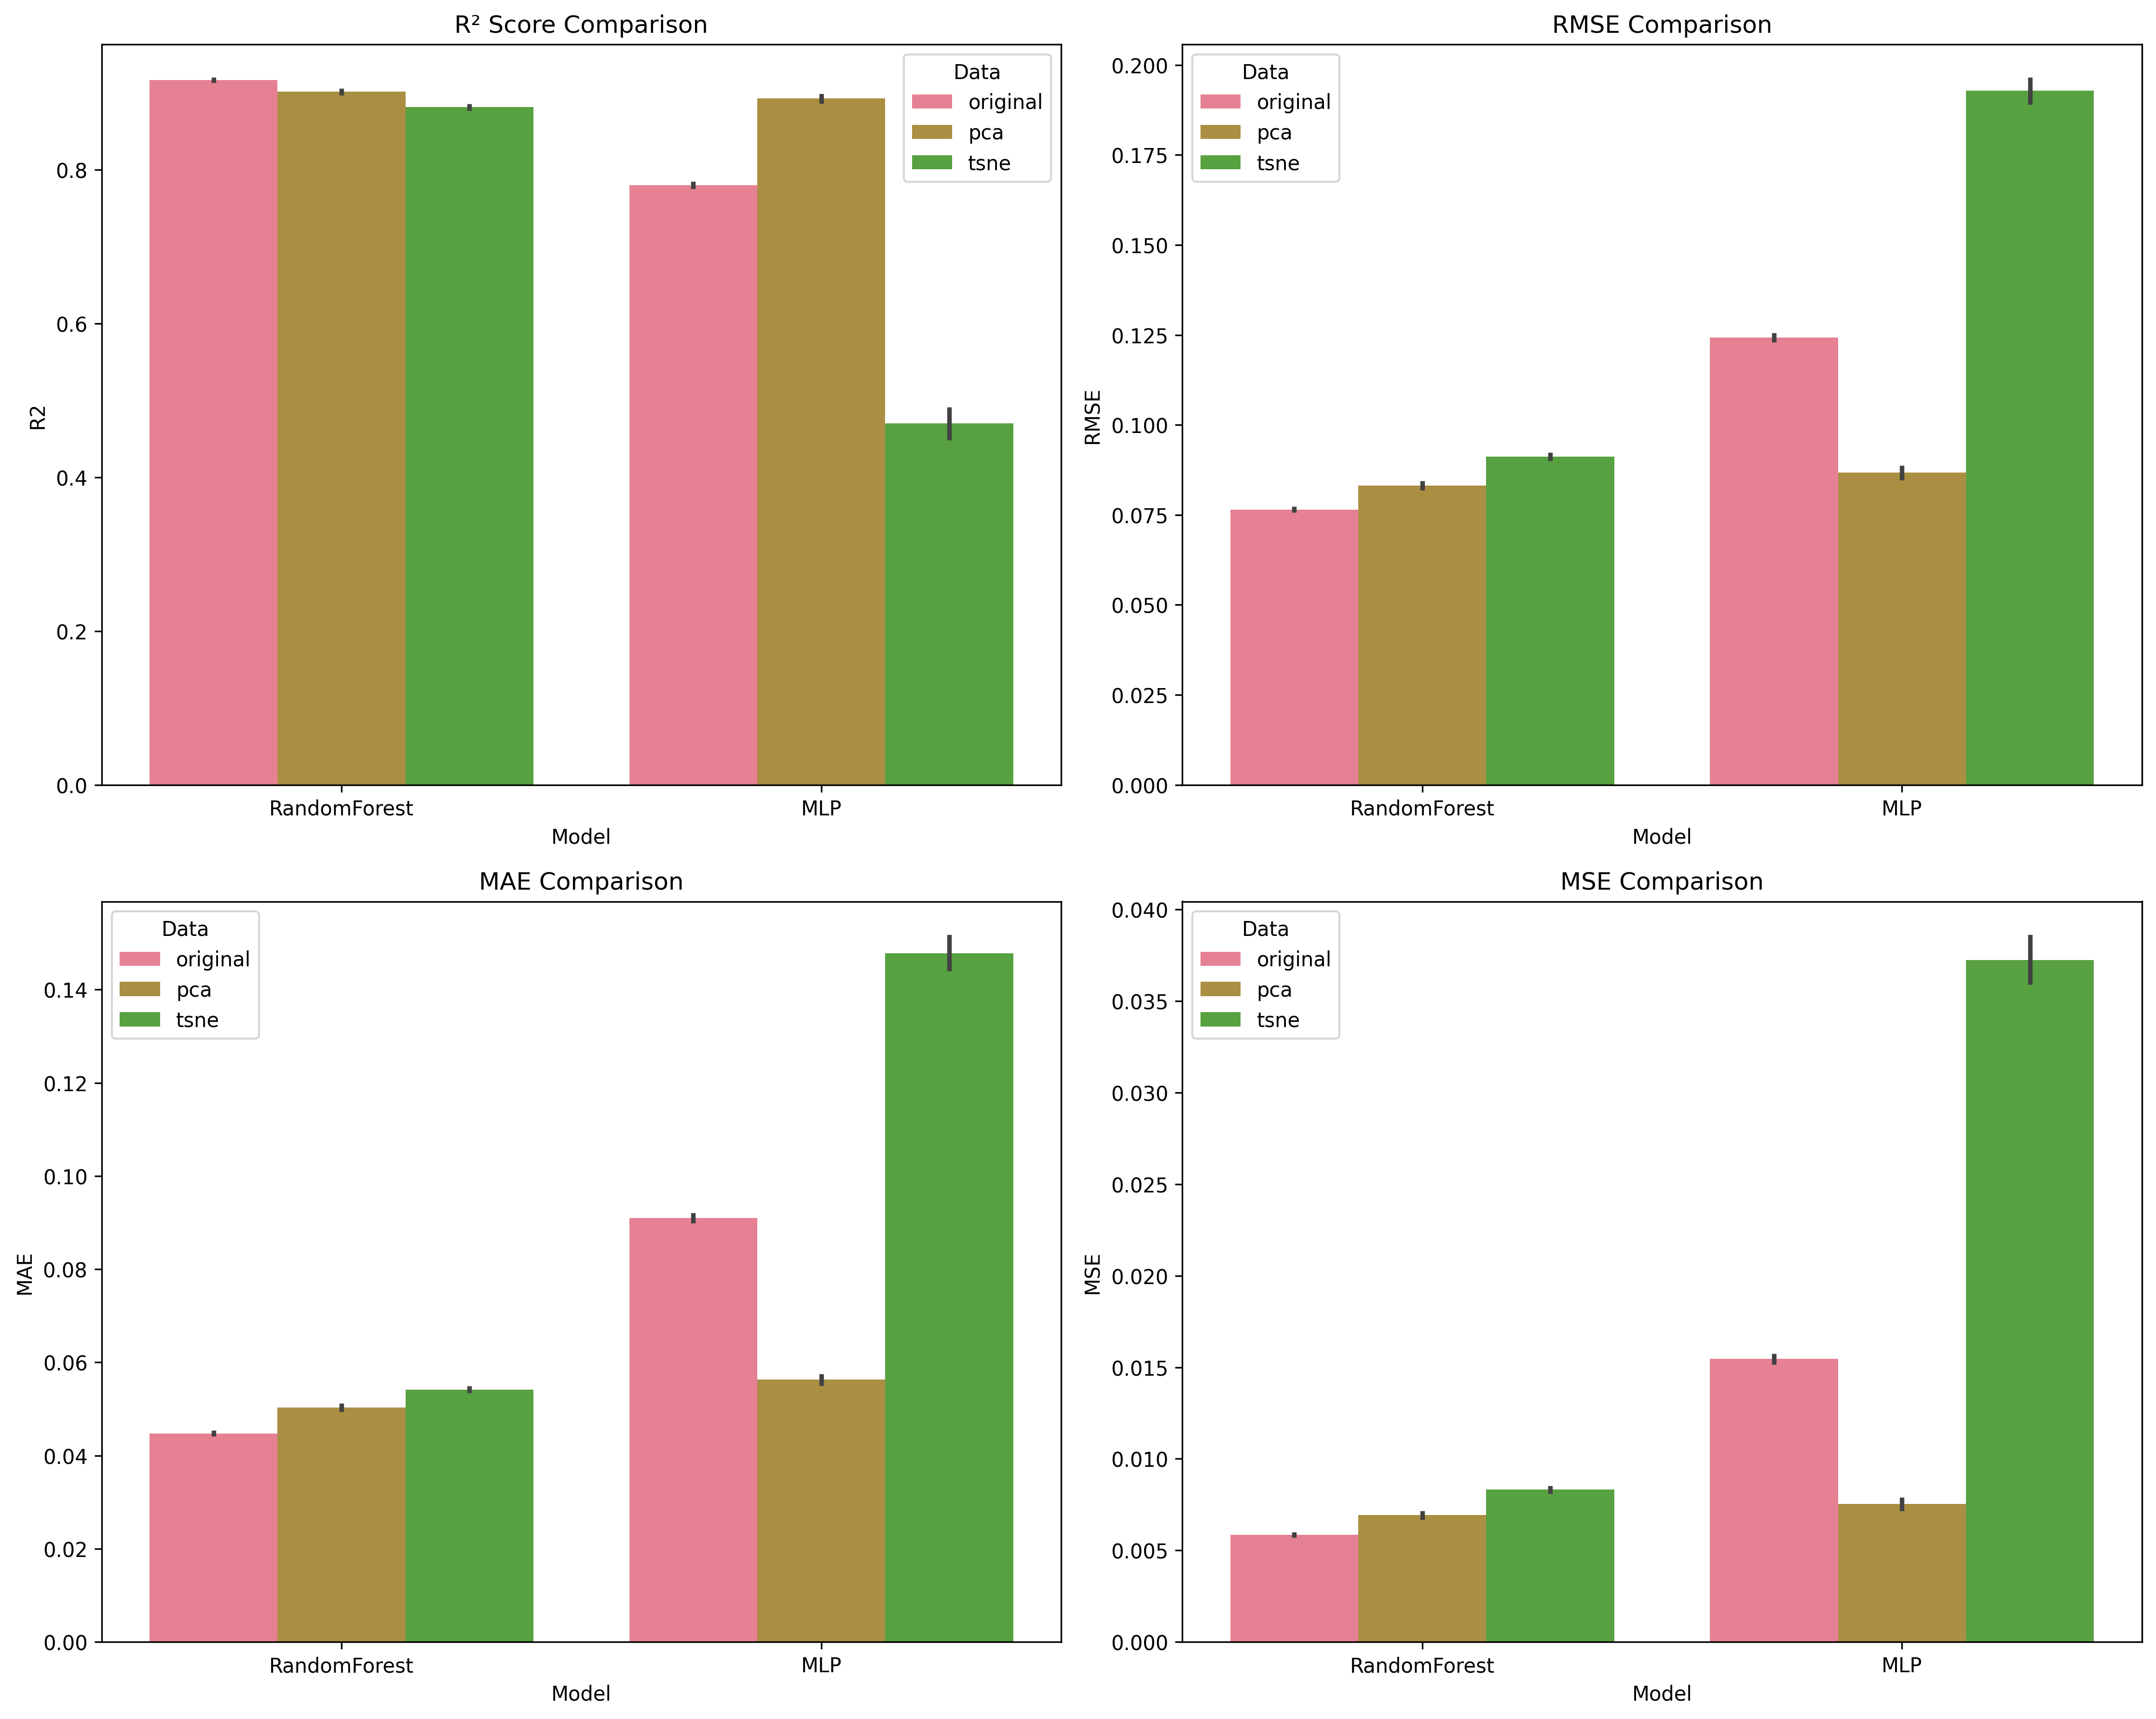 R² Score Comparison
R2
0.8
0.6
0.4
0.2
0.0
Data
original
pca
tsne
RandomForest
MLP
Model
RMSE Comparison
RMSE
0.200
0.175
0.150
0.125
0.100
0.075
0.050
0.025
0.000
Data
original
pca
tsne
RandomForest
MLP
Model
MAE Comparison
MAE
0.14
0.12
0.10
0.08
0.06
0.04
0.02
0.00
Data
original
pca
tsne
RandomForest
MLP
Model
MSE Comparison
MSE
0.040
0.035
0.030
0.025
0.020
0.015
0.010
0.005
0.000
Data
original
pca
tsne
RandomForest
MLP
Model